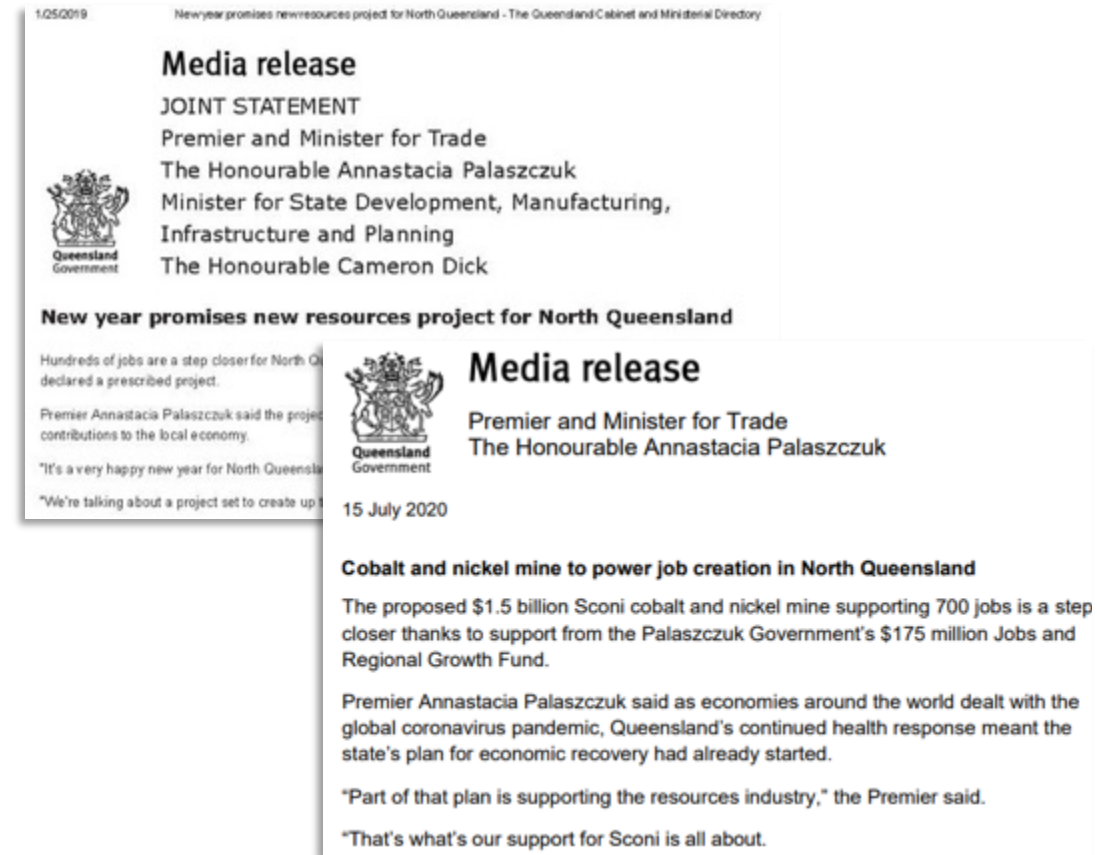 1/25/2019 New year promises new resources project for North Queensland - The Queensland Cabinet and Ministerial Directory
Media release
JOINT STATEMENT
Premier and Minister for Trade
The Honourable Annastacia Palaszczuk
Minister for State Development, Manufacturing,
Infrastructure and Planning
The Honourable Cameron Dick
Queensland
Government
New year promises new resources project for North Queensland
Hundreds of jobs are a step closer for North
declared a prescribed project.
Premier Annastacia Palaszczuk said the
contributions to the local economy.
"It's a very happy new year for North
"We're talking about a project set to create up
Media release
Premier and Minister for Trade
The Honourable Annastacia Palaszczuk
Queensland
Government
15 July 2020
Cobalt and nickel mine to power job creation in North Queensland
The proposed $1.5 billion Sconi cobalt and nickel mine supporting 700 jobs is a step
closer thanks to support from the Palaszczuk Government's $175 million Jobs and
Regional Growth Fund.
Premier Annastacia Palaszczuk said as economies around the world dealt with the
global coronavirus pandemic, Queensland's continued health response meant the
state's plan for economic recovery had already started.
"Part of that plan is supporting the resources industry," the Premier said.
"That's what's our support for Sconi is all about.